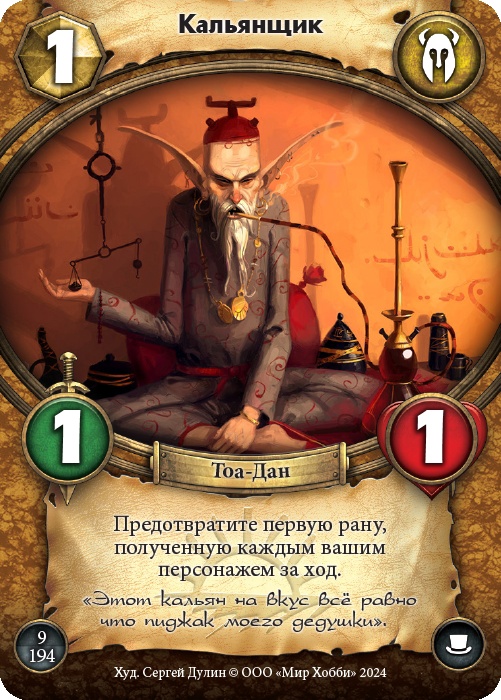 Кальянщик
1
1
1
Тоа-Дан
Предотвратите первую рану,
полученную каждым вашим
персонажем за ход.
«Этот кальян на вкус всё равно
что пиджак моего дедушки».
9
194
Худ. Сергей Дулин © ООО «Мир Хобби» 2024